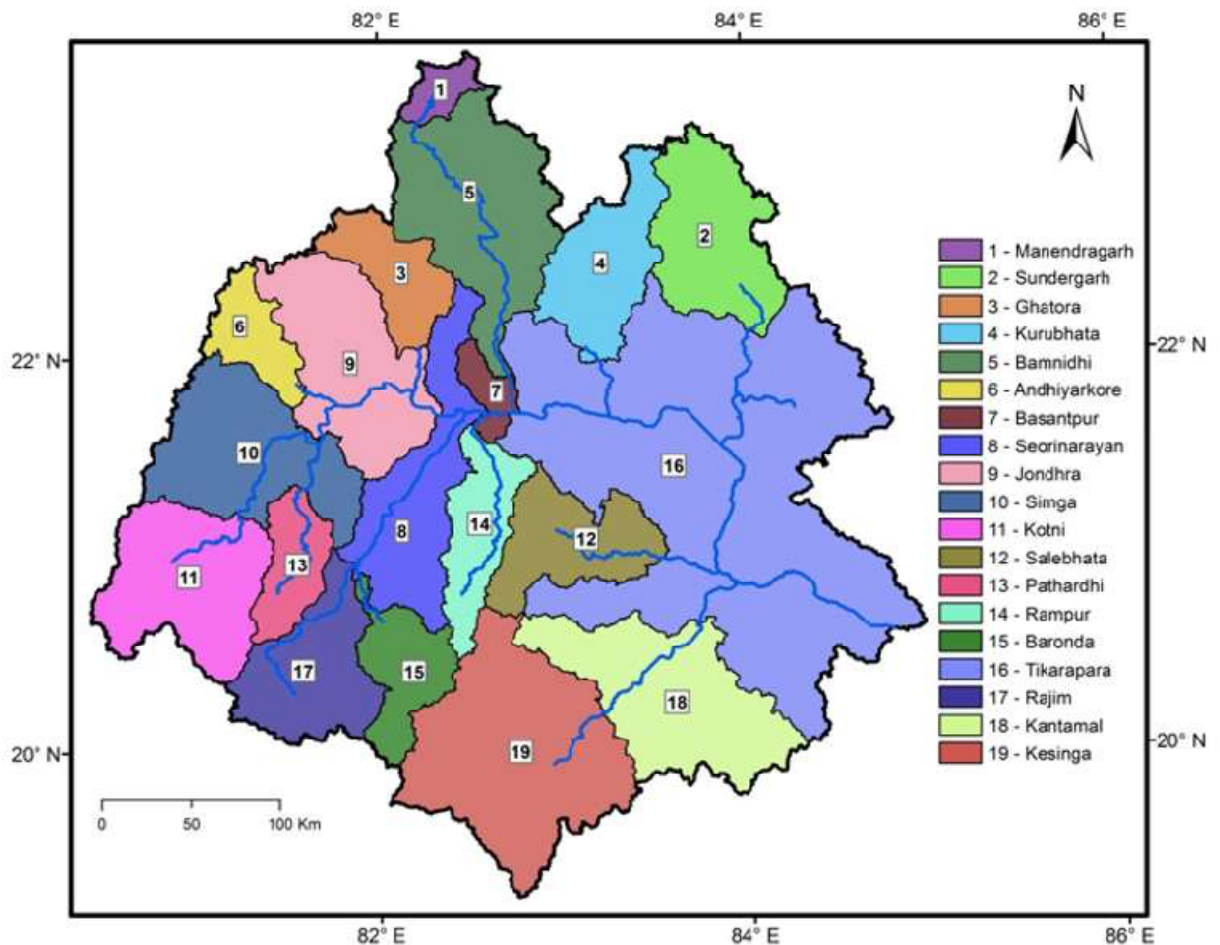 82° E 84° E 86° E
N
1
5
2
4
3
6
22° N 22° N
9
7
10
16
8
14
12
13
11
17
15
18
19
20° N 20° N
1 - Manendragarh
2 - Sundergarh
3 - Ghatora
4 - Kurubhata
5 - Bamnidhi
6 - Andhiyarkore
7 - Basantpur
8 - Seorinarayan
9 - Jondhra
10 - Simga
11 - Kotni
12 - Salebhata
13 - Pathardhi
14 - Rampur
15 - Baronda
16 - Tikarapara
17 - Rajim
18 - Kantamal
19 - Kesinga
0 50 100 Km
82° E 84° E 86° E